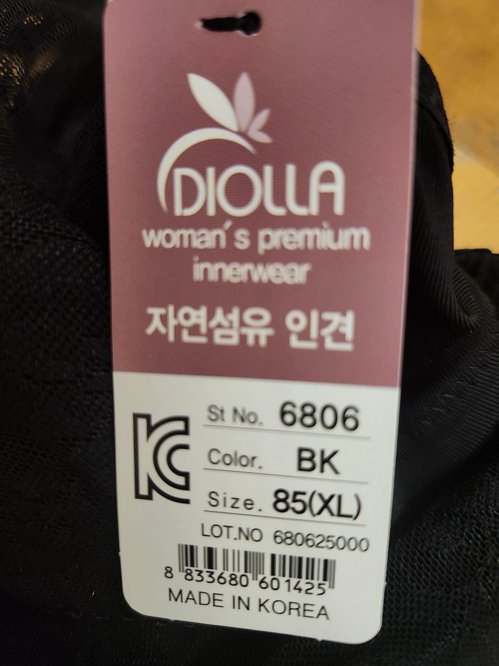 DIOLLA
woman's premium
innerwear
자연섬유 인견
KC
St No. 6806
Color. BK
Size. 85(XL)
LOT.NO 680625000
8 833680 601425
MADE IN KOREA